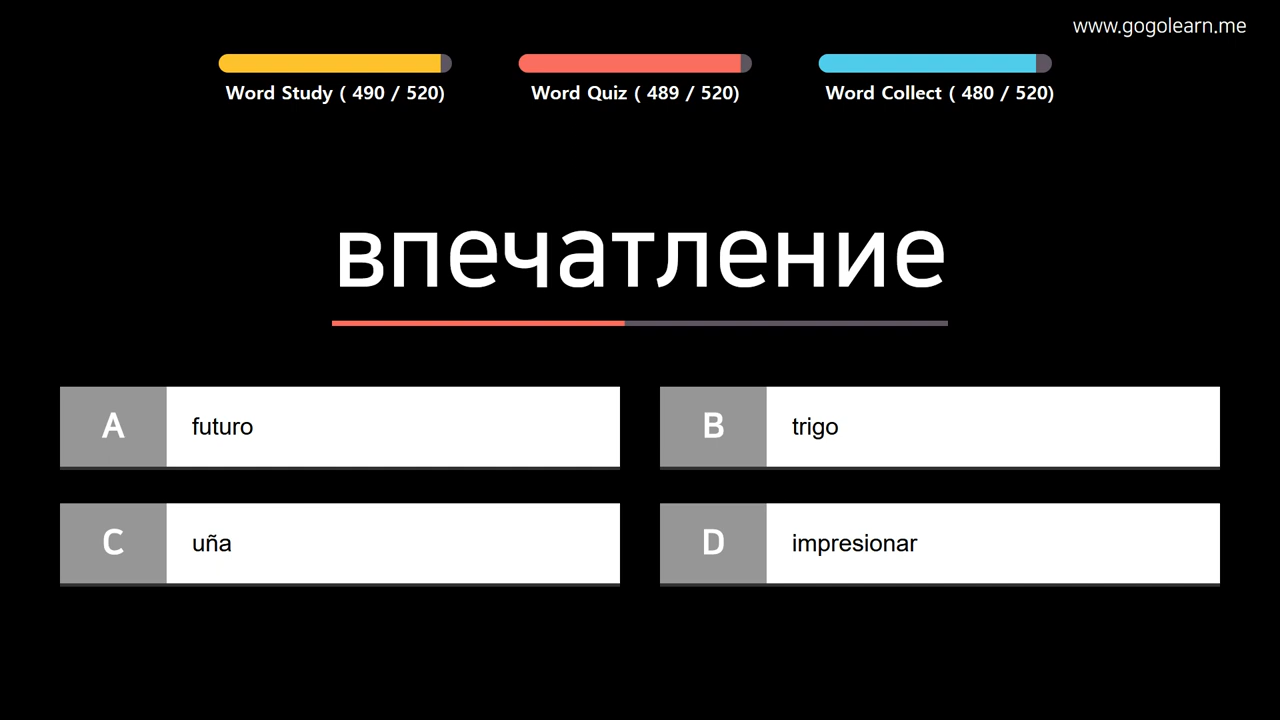 www.gogolearn.me
Word Study ( 490 / 520)
Word Quiz ( 489 / 520)
Word Collect ( 480 / 520)
впечатление
A futuro
B trigo
C uña
D impresionar